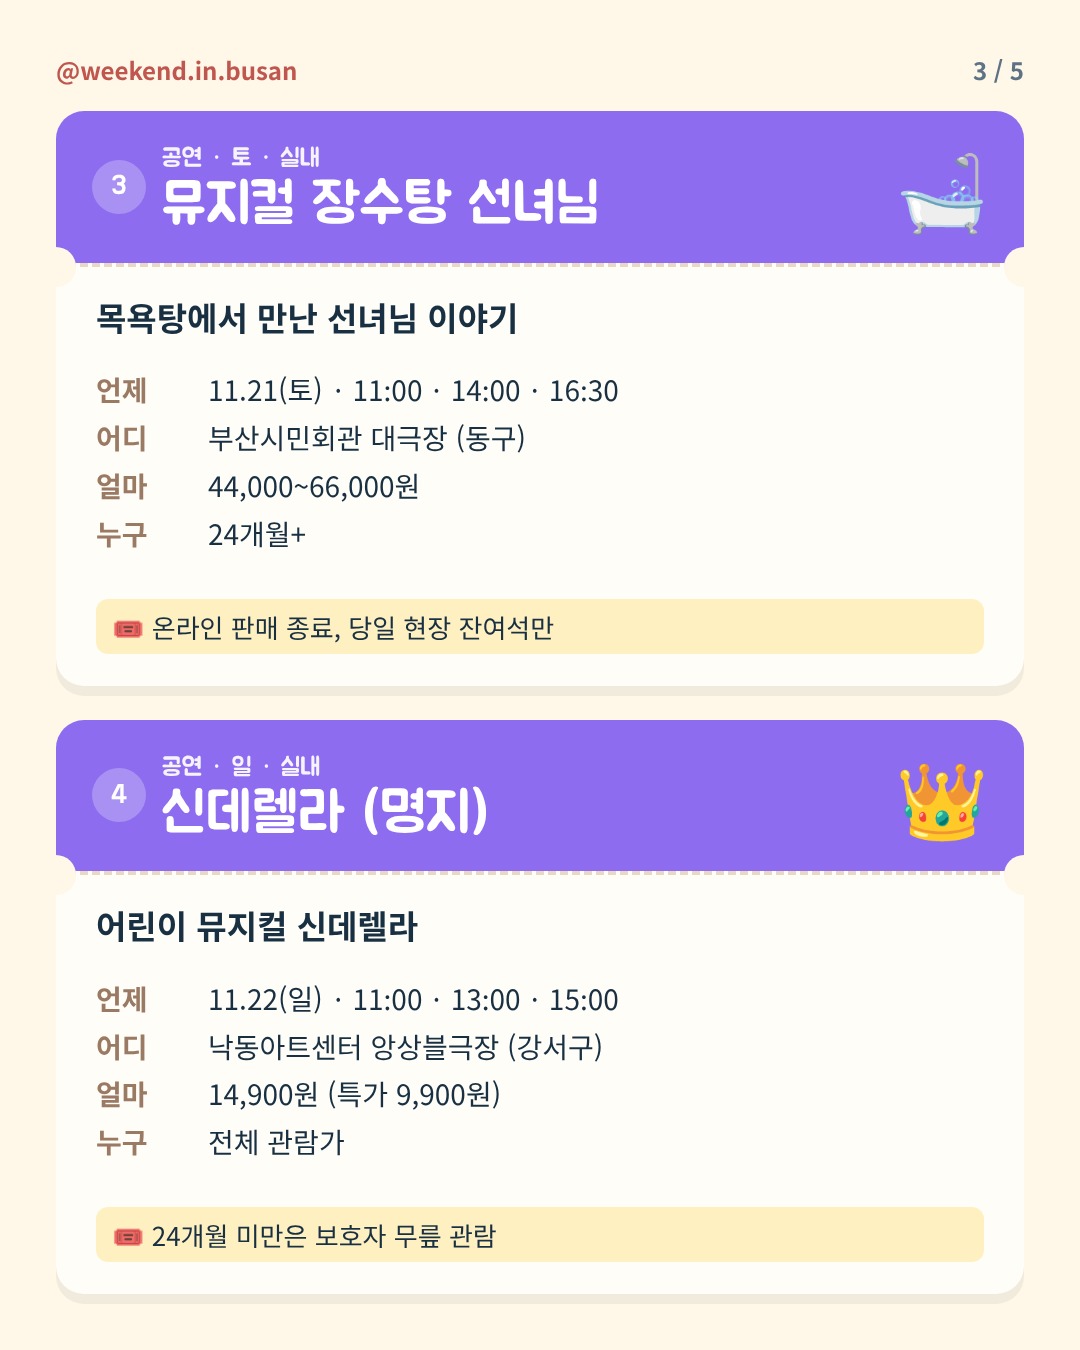 @weekend.in.busan
3 / 5
3
공연 · 토 · 실내
뮤지컬 장수탕 선녀님
목욕탕에서 만난 선녀님 이야기
언제 11.21(토) · 11:00 · 14:00 · 16:30
어디 부산시민회관 대극장 (동구)
얼마 44,000~66,000원
누구 24개월+
온라인 판매 종료, 당일 현장 잔여석만
4
공연 · 일 · 실내
신데렐라 (명지)
어린이 뮤지컬 신데렐라
언제 11.22(일) · 11:00 · 13:00 · 15:00
어디 낙동아트센터 앙상블극장 (강서구)
얼마 14,900원 (특가 9,900원)
누구 전체 관람가
24개월 미만은 보호자 무릎 관람